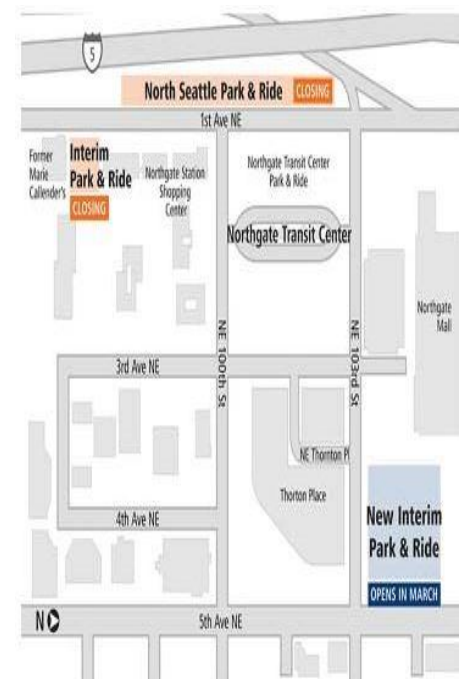 5
North Seattle Park & Ride CLOSING
1st Ave NE
Former
Marie
Callender's
Interim
Park & Ride
CLOSING
Northgate Station
Shopping
Center
Northgate Transit Center
Park & Ride
Northgate Transit Center
Northgate
Mall
NE 100th St
NE 103rd St
3rd Ave NE
NE Thornton Pl
Thorton Place
4th Ave NE
New Interim
Park & Ride
OPENS IN MARCH
N
5th Ave NE